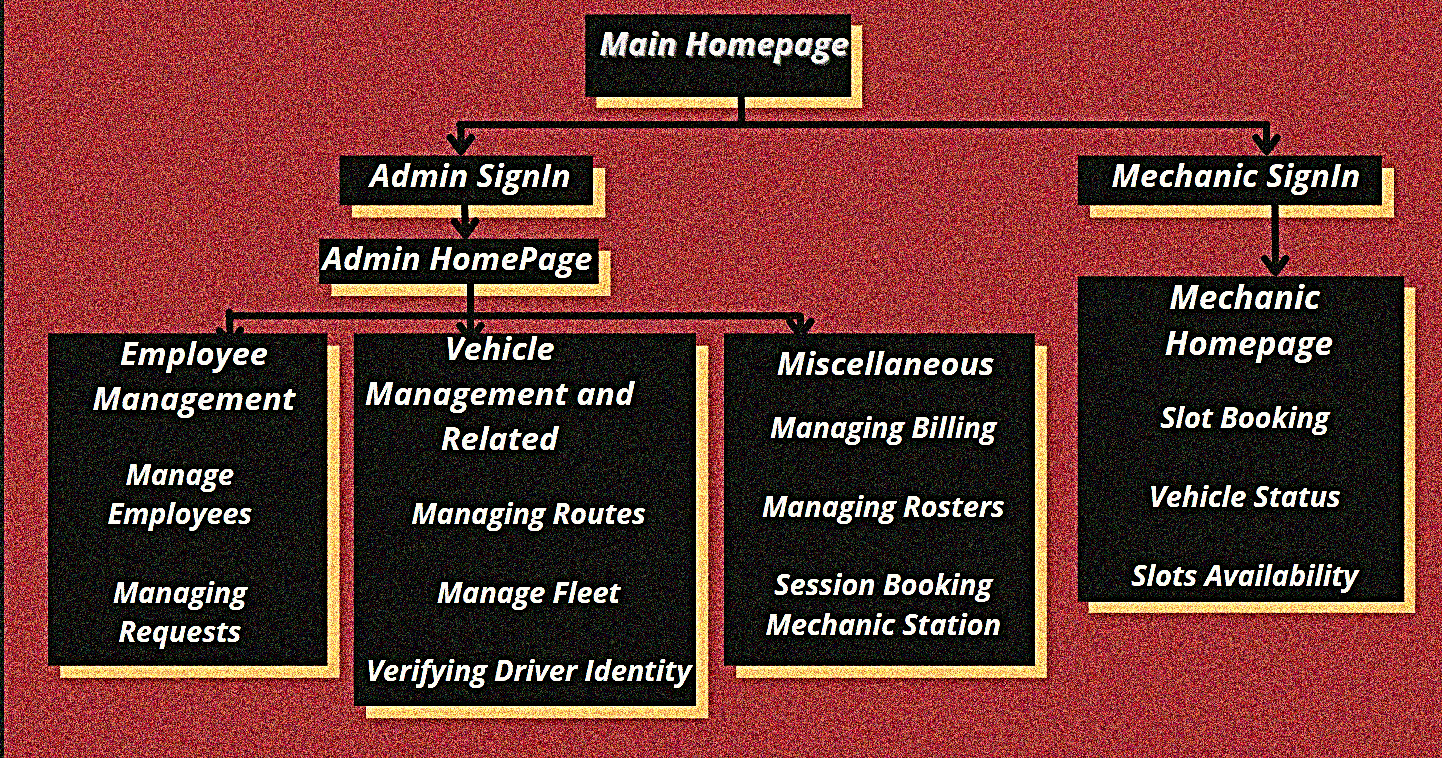 Main Homepage
Admin SignIn
Mechanic SignIn
Admin HomePage
Employee
Management
Manage
Employees
Managing
Requests
Vehicle
Management and
Related
Managing Routes
Manage Fleet
Verifying Driver Identity
Miscellaneous
Managing Billing
Managing Rosters
Session Booking
Mechanic Station
Mechanic
Homepage
Slot Booking
Vehicle Status
Slots Availability